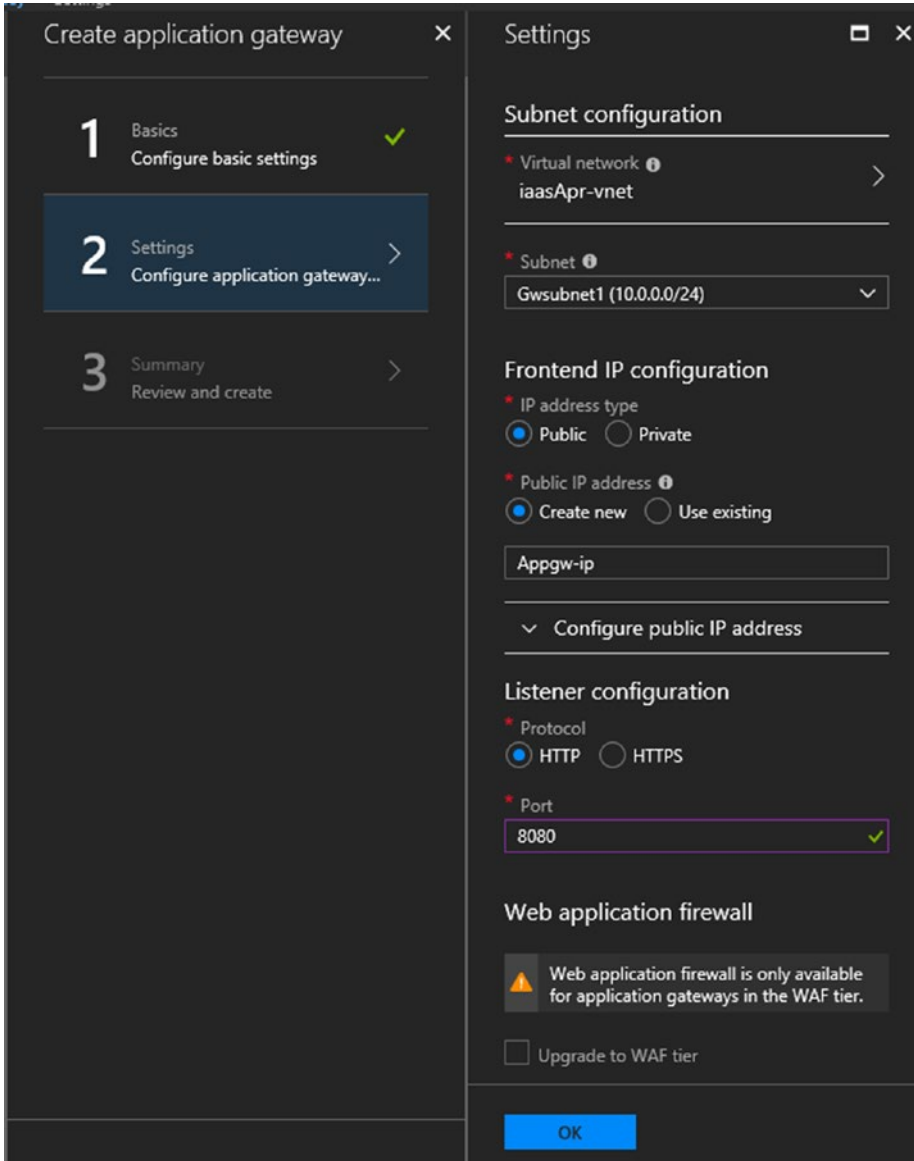 Settings
Create application gateway
1
Basics
Configure basic settings
2
Settings
Configure application gateway...
3
Summary
Review and create
Settings
Subnet configuration
* Virtual network
iaasApr-vnet
* Subnet
Gwsubnet1 (10.0.0.0/24)
Frontend IP configuration
* IP address type
Public Private
* Public IP address
Create new Use existing
Appgw-ip
Configure public IP address
Listener configuration
* Protocol
HTTP HTTPS
* Port
8080
Web application firewall
Web application firewall is only available
for application gateways in the WAF tier.
Upgrade to WAF tier
OK